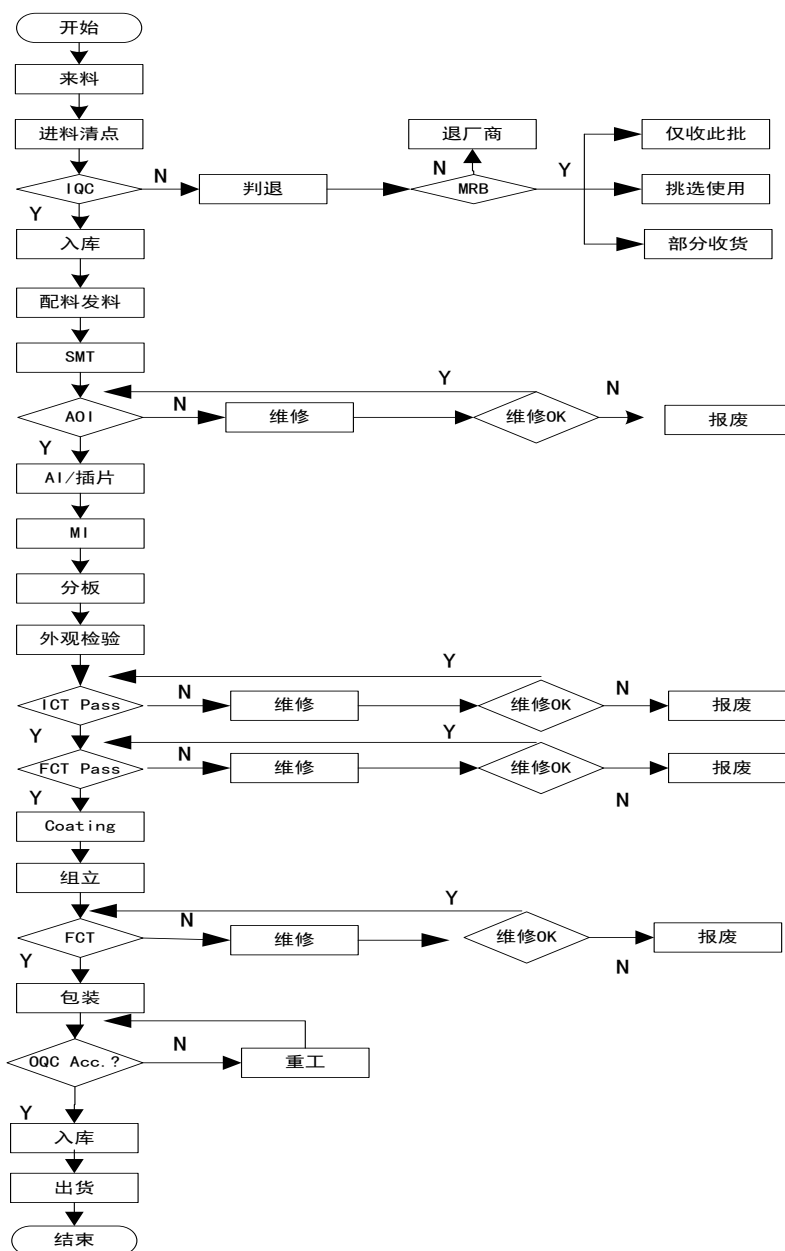 开始
来料
进料清点
退厂商
仅收此批
IQC
N
判退
N
MRB
Y
挑选使用
Y
入库
部分收货
配料发料
SMT
Y
N
AOI
N
维修
维修OK
报废
Y
AI/插片
MI
分板
外观检验
Y
ICT Pass
N
维修
维修OK
N
报废
Y
Y
FCT Pass
N
维修
维修OK
报废
Y
N
Coating
组立
Y
FCT
N
维修
维修OK
报废
Y
N
包装
OQC Acc.?
N
重工
Y
入库
出货
结束